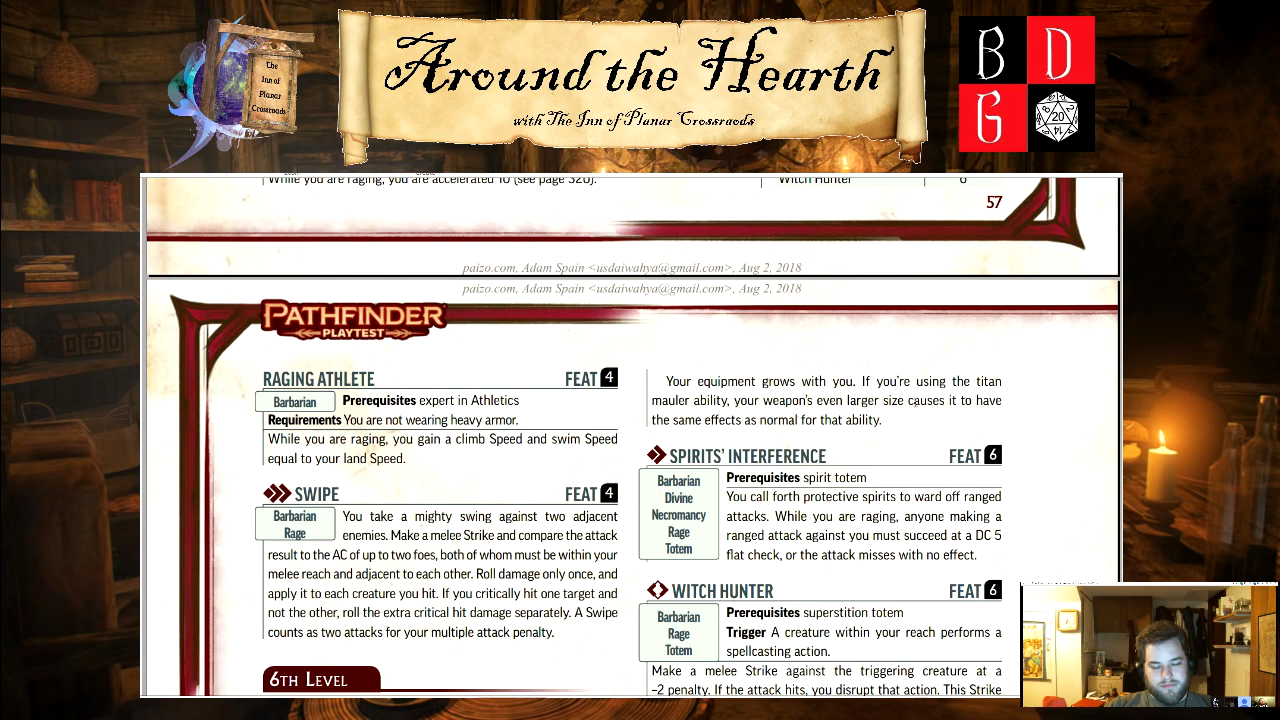 The
Inn of
Planar
Crossroads
Around the Hearth
with The Inn of Planar Crossraods
B D
G 20
While you are raging, you are accelerated 10 (see page 320).
Witch Hunter 6
57
paizo.com, Adam Spain <usdaiwahya@gmail.com>, Aug 2, 2018
paizo.com, Adam Spain <usdaiwahya@gmail.com>, Aug 2, 2018
PATHFINDER
PLAYTEST
RAGING ATHLETE FEAT 4
Barbarian
Prerequisites expert in Athletics
Requirements You are not wearing heavy armor.
While you are raging, you gain a climb Speed and swim Speed
equal to your land Speed.
SWIPE FEAT 4
Barbarian
Rage
You take a mighty swing against two adjacent
enemies. Make a melee Strike and compare the attack
result to the AC of up to two foes, both of whom must be within your
melee reach and adjacent to each other. Roll damage only once, and
apply it to each creature you hit. If you critically hit one target and
not the other, roll the extra critical hit damage separately. A Swipe
counts as two attacks for your multiple attack penalty.
6TH LEVEL
Your equipment grows with you. If you're using the titan
mauler ability, your weapon's even larger size causes it to have
the same effects as normal for that ability.
SPIRITS' INTERFERENCE FEAT 6
Barbarian
Divine
Necromancy
Rage
Totem
Prerequisites spirit totem
You call forth protective spirits to ward off ranged
attacks. While you are raging, anyone making a
ranged attack against you must succeed at a DC 5
flat check, or the attack misses with no effect.
WITCH HUNTER FEAT 6
Barbarian
Rage
Totem
Prerequisites superstition totem
Trigger A creature within your reach performs a
spellcasting action.
Make a melee Strike against the triggering creature at a
–2 penalty. If the attack hits, you disrupt that action. This Strike